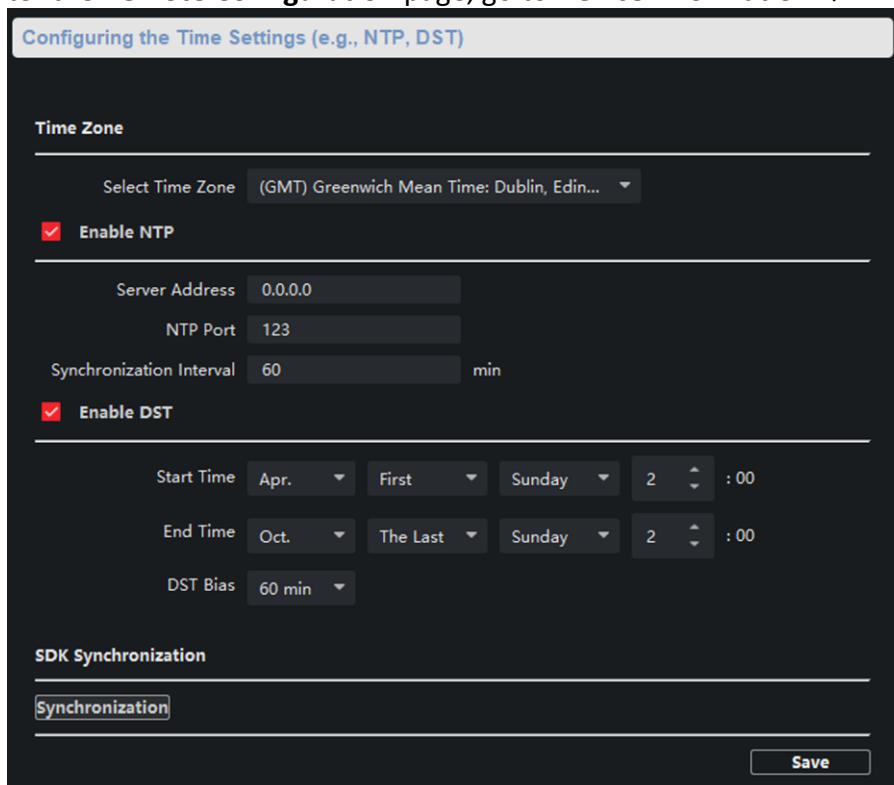 Configuring the Time Settings (e.g., NTP, DST)
Time Zone
Select Time Zone (GMT) Greenwich Mean Time: Dublin, Edin...
Enable NTP
Server Address 0.0.0.0
NTP Port 123
Synchronization Interval 60 min
Enable DST
Start Time Apr. First Sunday 2 : 00
End Time Oct. The Last Sunday 2 : 00
DST Bias 60 min
SDK Synchronization
Synchronization
Save